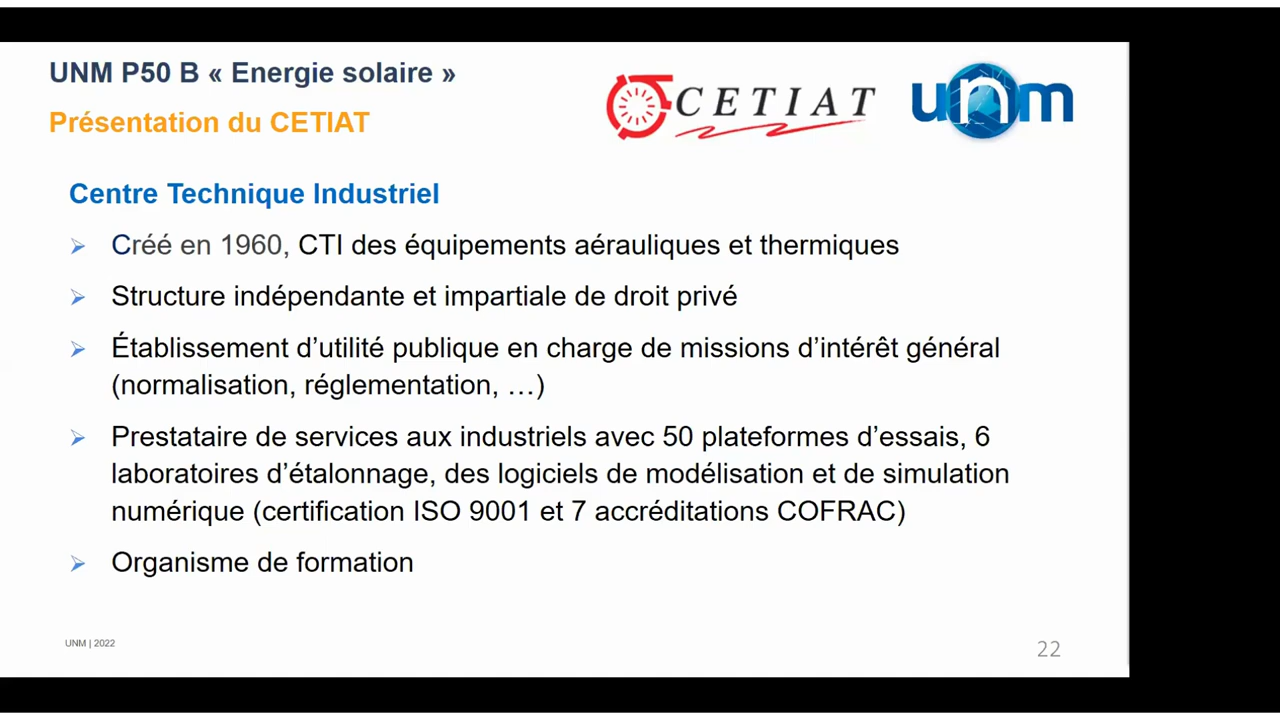 UNM P50 B « Energie solaire »
Présentation du CETIAT
CETIAT
unm
Centre Technique Industriel
Créé en 1960, CTI des équipements aérauliques et thermiques
Structure indépendante et impartiale de droit privé
Établissement d’utilité publique en charge de missions d’intérêt général
(normalisation, réglementation, …)
Prestataire de services aux industriels avec 50 plateformes d’essais, 6
laboratoires d’étalonnage, des logiciels de modélisation et de simulation
numérique (certification ISO 9001 et 7 accréditations COFRAC)
Organisme de formation
UNM | 2022
22